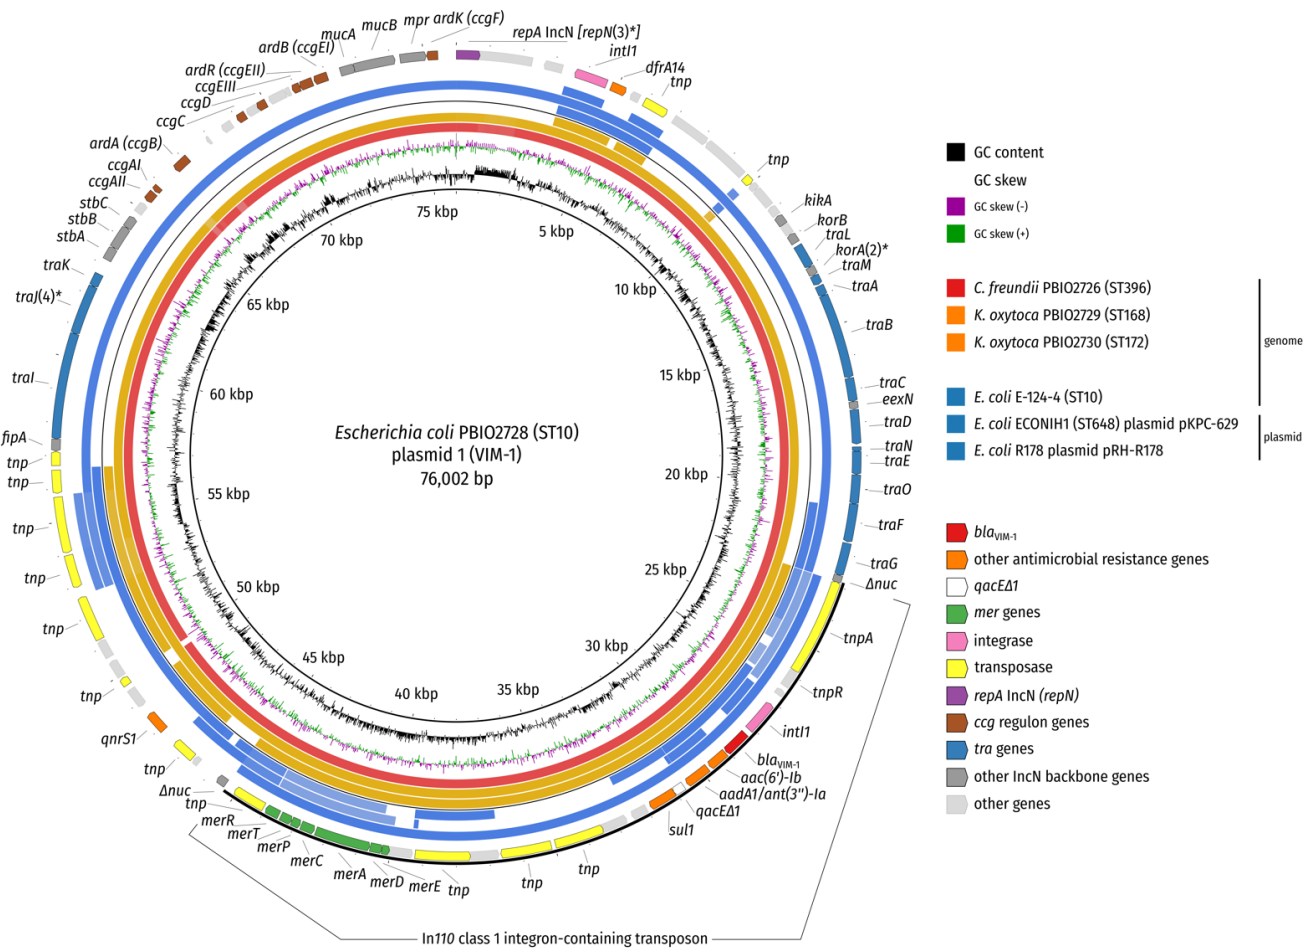 mucA
mucB
mpr
ardK (ccgF)
repA IncN [repN(3)*]
intI1
dfrA14
tnp
tnp
kikA
korB
traL
korA(2)*
traM
traA
traB
traC
eexN
traD
traN
traE
traO
traF
traG
Δnuc
tnpA
tnpR
intI1
blaVIM-1
aac(6')-Ib
aadA1/ant(3'')-Ia
qacEΔ1
sul1
tnp
tnp
tnp
merE
merD
merA
merC
merP
merT
merR
tnp
Δnuc
tnp
qnrS1
tnp
tnp
tnp
tnp
tnp
tnp
fipA
traI
traJ(4)*
traK
stbA
stbB
stbC
ccgAII
ccgAI
ardA (ccgB)
ccgC
ccgD
ccgEIII
ardR (ccgEII)
ardB (ccgEI)
5 kbp
10 kbp
15 kbp
20 kbp
25 kbp
30 kbp
35 kbp
40 kbp
45 kbp
50 kbp
55 kbp
60 kbp
65 kbp
70 kbp
75 kbp
Escherichia coli PBIO2728 (ST10)
plasmid 1 (VIM-1)
76,002 bp
In110 class 1 integron-containing transposon
GC content
GC skew
GC skew (-)
GC skew (+)
C. freundii PBIO2726 (ST396)
K. oxytoca PBIO2729 (ST168)
K. oxytoca PBIO2730 (ST172)
genome
E. coli E-124-4 (ST10)
E. coli ECONIH1 (ST648) plasmid pKPC-629
E. coli R178 plasmid pRH-R178
plasmid
blaVIM-1
other antimicrobial resistance genes
qacEΔ1
mer genes
integrase
transposase
repA IncN (repN)
ccg regulon genes
tra genes
other IncN backbone genes
other genes